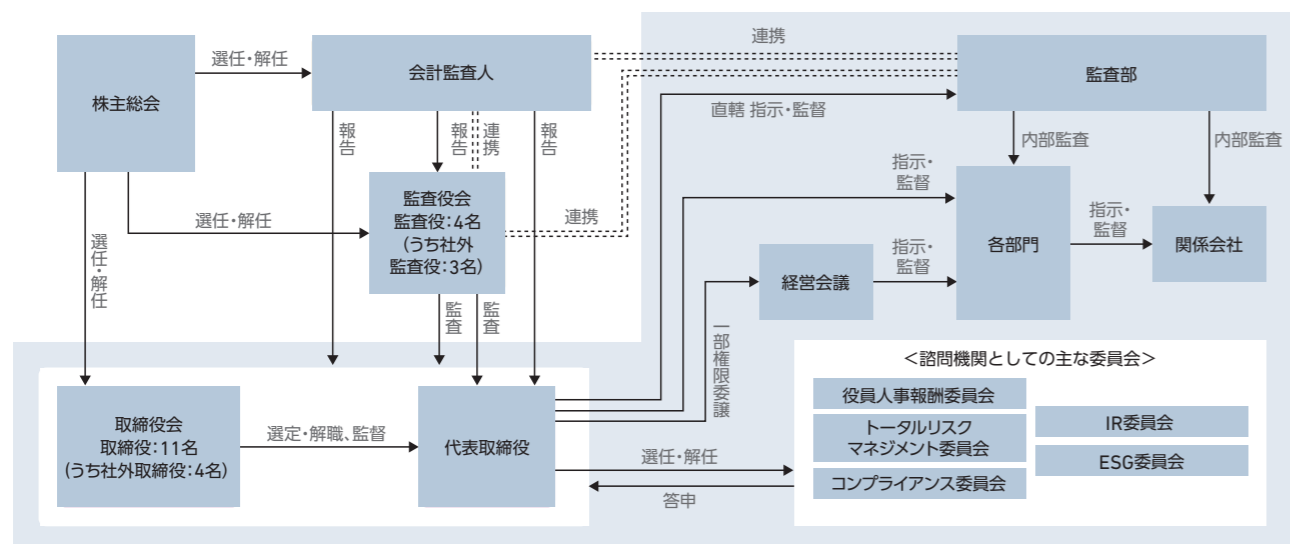 株主総会
選任・解任
会計監査人
連携
監査部
直轄 指示・監督
報告
報告
連携
報告
内部監査
内部監査
監査役会
監査役：4名
(うち社外
監査役：3名)
選任・解任
連携
指示・
監督
各部門
指示・
監督
関係会社
選任・解任
経営会議
指示・
監督
監査
監査
一部権限委譲
取締役会
取締役：11名
(うち社外取締役：4名)
選定・解職、監督
代表取締役
選任・解任
答申
＜諮問機関としての主な委員会＞
役員人事報酬委員会
トータルリスク
マネジメント委員会
コンプライアンス委員会
IR委員会
ESG委員会